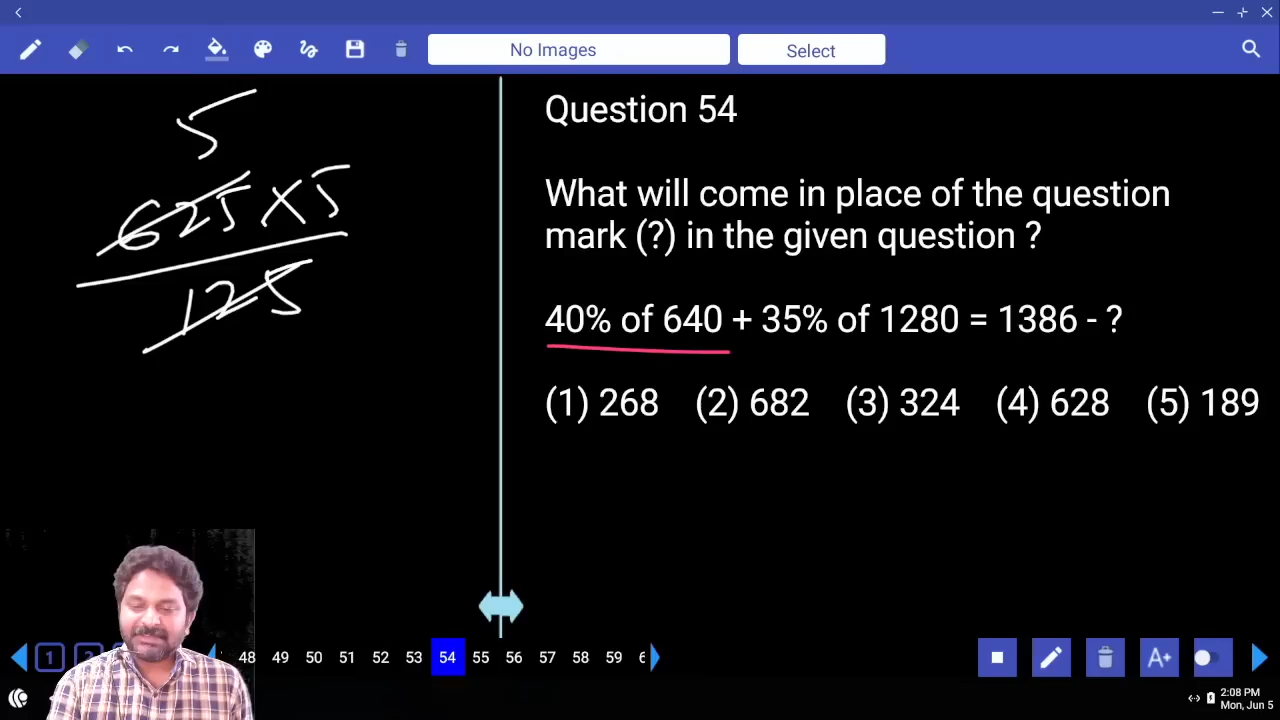 No Images
Select
5
625 x 5
125
Question 54
What will come in place of the question
mark (?) in the given question ?
40% of 640 + 35% of 1280 = 1386 - ?
(1) 268 (2) 682 (3) 324 (4) 628 (5) 189
1
48 49 50 51 52 53 54 55 56 57 58 59
A+
2:08 PM
Mon, Jun 5